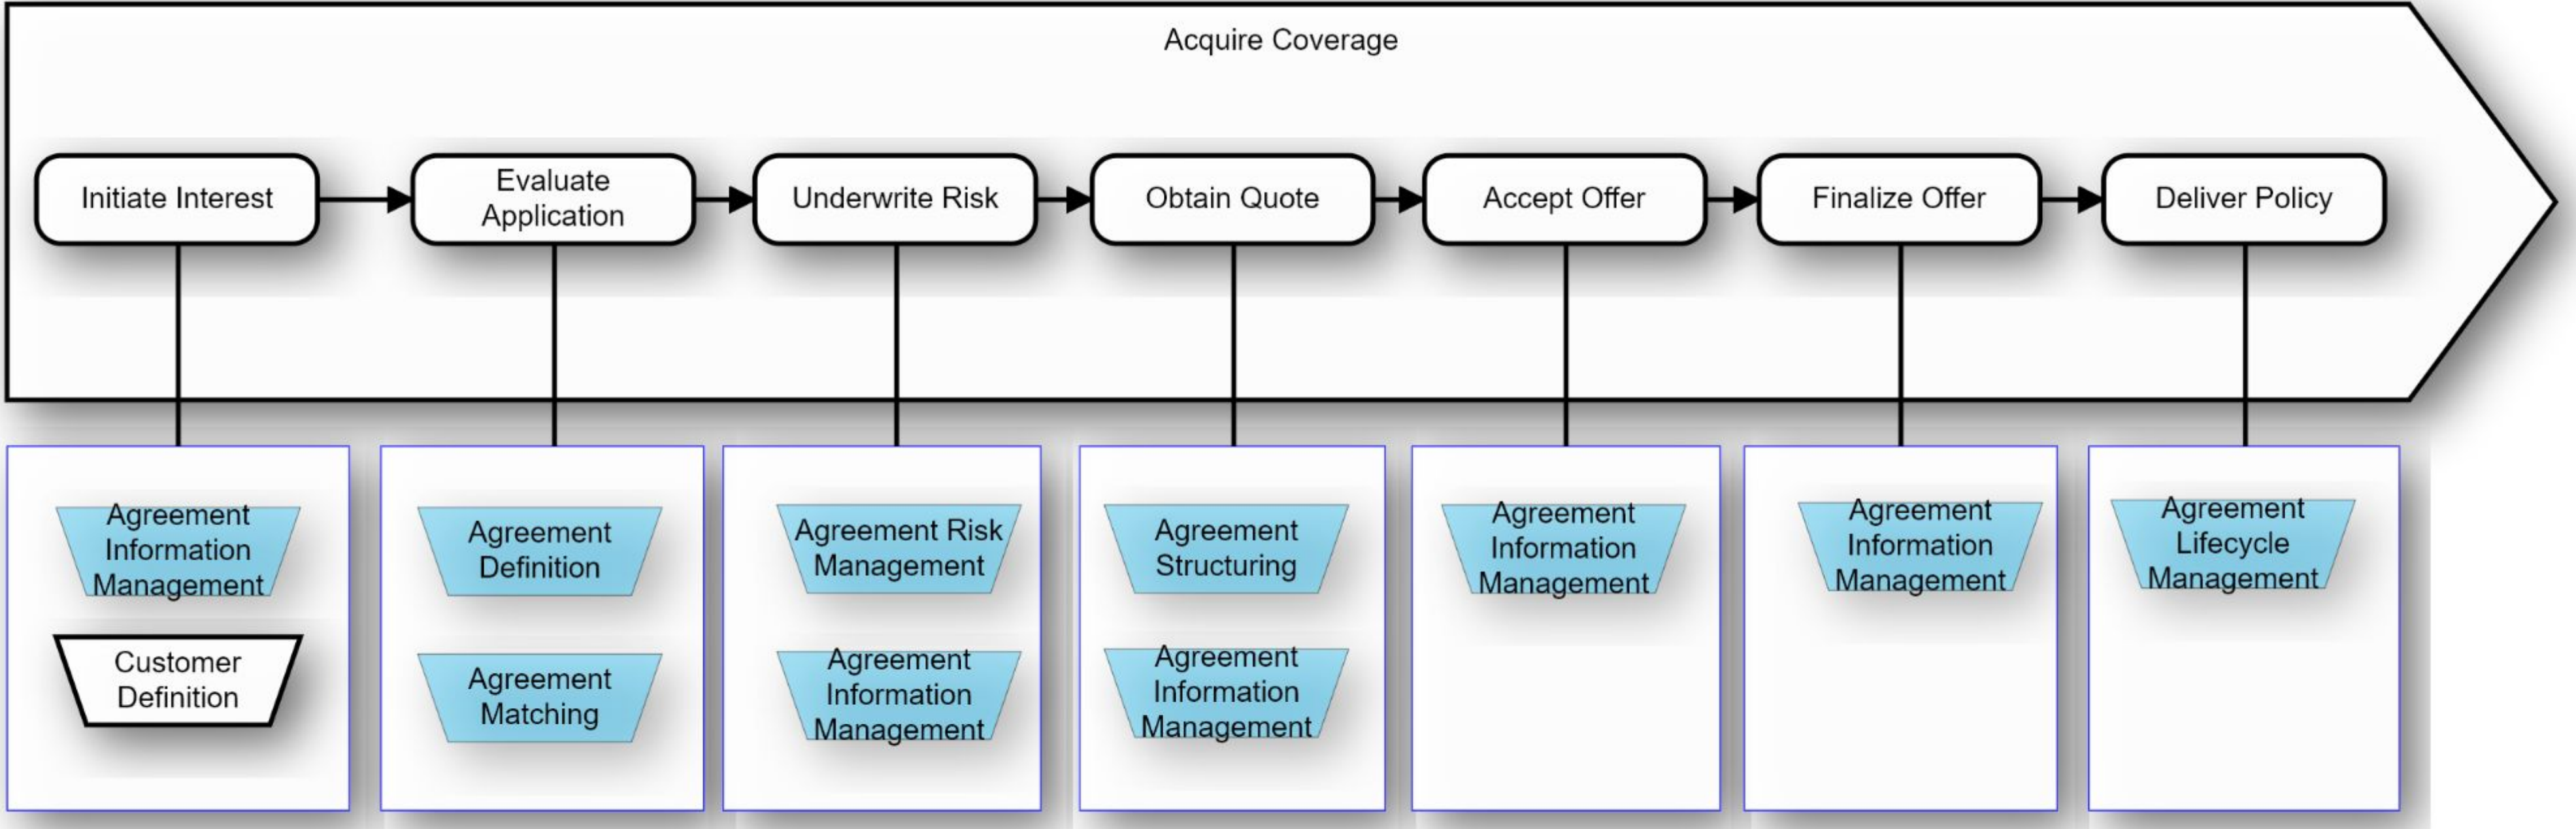 Acquire Coverage
Initiate Interest
Evaluate
Application
Underwrite Risk
Obtain Quote
Accept Offer
Finalize Offer
Deliver Policy
Agreement
Information
Management
Customer
Definition
Agreement
Definition
Agreement
Matching
Agreement Risk
Management
Agreement
Information
Management
Agreement
Structuring
Agreement
Information
Management
Agreement
Information
Management
Agreement
Information
Management
Agreement
Lifecycle
Management